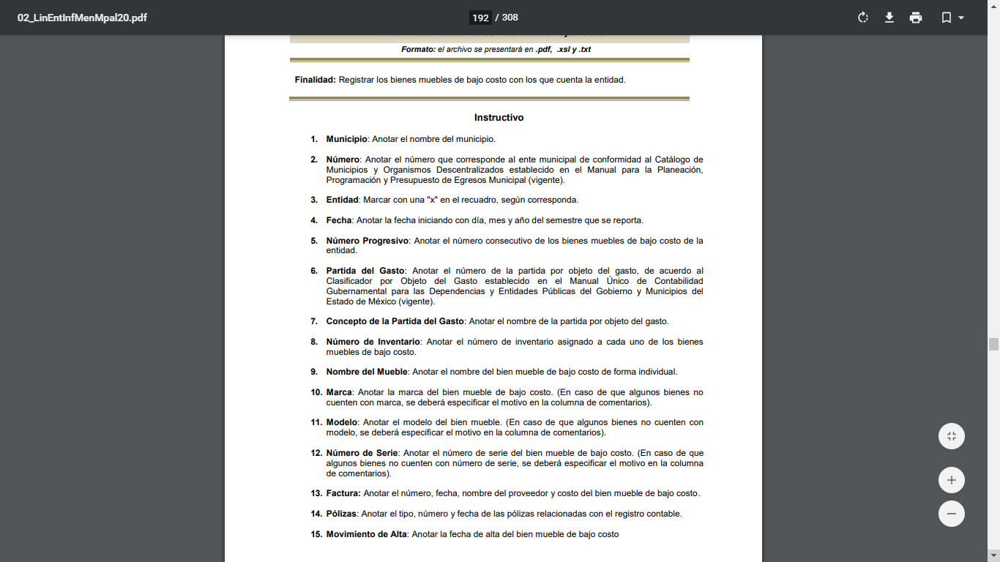 02_LinEntInfMenMpal20.pdf
192 / 308
Formato: el archivo se presentará en .pdf, .xsl y .txt
Finalidad: Registrar los bienes muebles de bajo costo con los que cuenta la entidad.
Instructivo
1. Municipio: Anotar el nombre del municipio.
2. Número: Anotar el número que corresponde al ente municipal de conformidad al Catálogo de
Municipios y Organismos Descentralizados establecido en el Manual para la Planeación,
Programación y Presupuesto de Egresos Municipal (vigente).
3. Entidad: Marcar con una "x" en el recuadro, según corresponda.
4. Fecha: Anotar la fecha iniciando con día, mes y año del semestre que se reporta.
5. Número Progresivo: Anotar el número consecutivo de los bienes muebles de bajo costo de la
entidad.
6. Partida del Gasto: Anotar el número de la partida por objeto del gasto, de acuerdo al
Clasificador por Objeto del Gasto establecido en el Manual Único de Contabilidad
Gubernamental para las Dependencias y Entidades Públicas del Gobierno y Municipios del
Estado de México (vigente).
7. Concepto de la Partida del Gasto: Anotar el nombre de la partida por objeto del gasto.
8. Número de Inventario: Anotar el número de inventario asignado a cada uno de los bienes
muebles de bajo costo.
9. Nombre del Mueble: Anotar el nombre del bien mueble de bajo costo de forma individual.
10. Marca: Anotar la marca del bien mueble de bajo costo. (En caso de que algunos bienes no
cuenten con marca, se deberá especificar el motivo en la columna de comentarios).
11. Modelo: Anotar el modelo del bien mueble. (En caso de que algunos bienes no cuenten con
modelo, se deberá especificar el motivo en la columna de comentarios).
12. Número de Serie: Anotar el número de serie del bien mueble de bajo costo. (En caso de que
algunos bienes no cuenten con número de serie, se deberá especificar el motivo en la columna
de comentarios).
13. Factura: Anotar el número, fecha, nombre del proveedor y costo del bien mueble de bajo costo.
14. Pólizas: Anotar el tipo, número y fecha de las pólizas relacionadas con el registro contable.
15. Movimiento de Alta: Anotar la fecha de alta del bien mueble de bajo costo